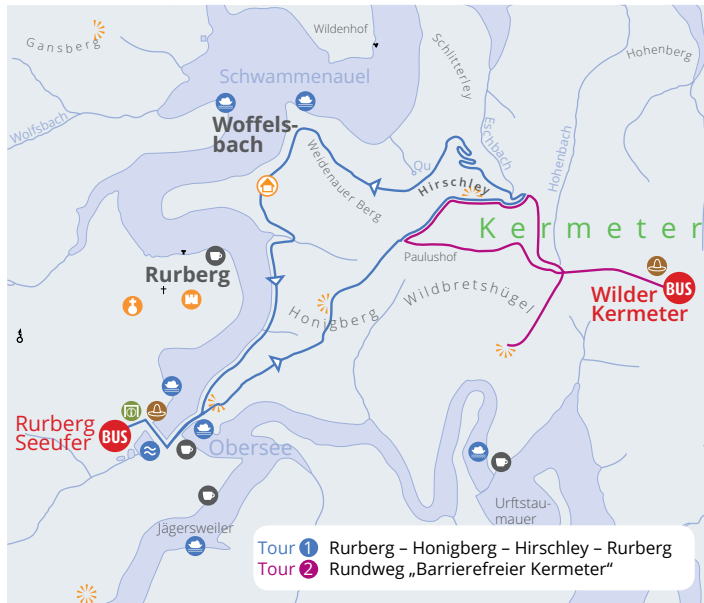 Gansberg
Wildenhof
Schlitterley
Hohenberg
Schwammenauel
Wolfsbach
Woffels-
bach
Weidenauer Berg
Qu
Eschbach
Hohenbach
Hirschley
Kermeter
Paulushof
Rurberg
Wildbretshügel
Wilder
Kermeter
BUS
Honigberg
Rurberg
Seeufer
BUS
Obersee
Urftstau-
mauer
Jägersweiler
Tour 1 Rurberg – Honigberg – Hirschley – Rurberg
Tour 2 Rundweg „Barrierefreier Kermeter“